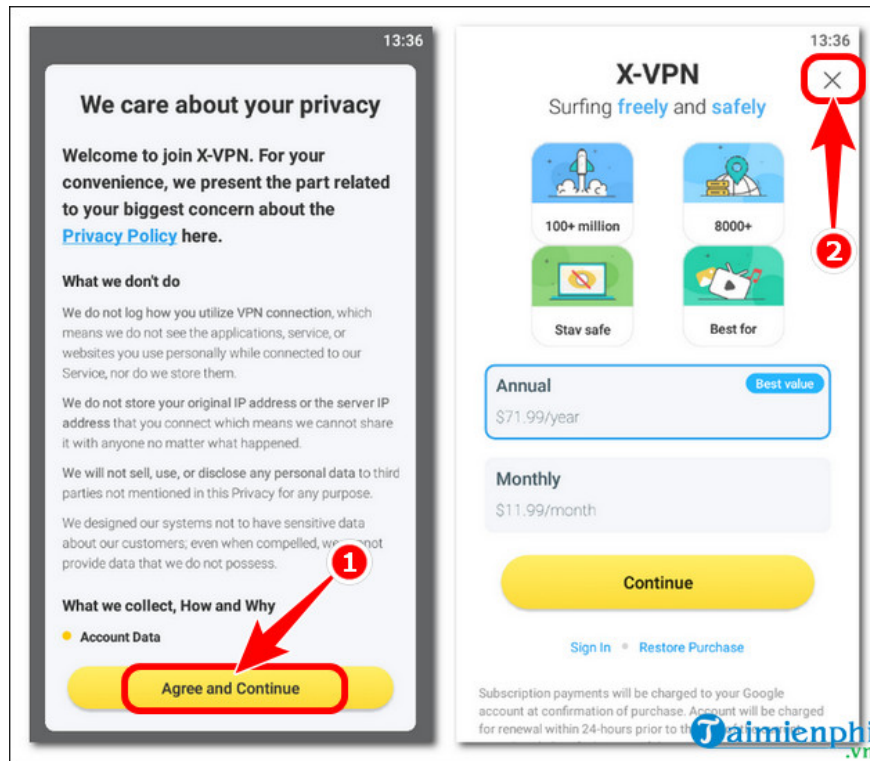 13:36
We care about your privacy
Welcome to join X-VPN. For your
convenience, we present the part related
to your biggest concern about the
Privacy Policy here.
What we don't do
We do not log how you utilize VPN connection, which
means we do not see the applications, service, or
websites you use personally while connected to our
Service, nor do we store them.
We do not store your original IP address or the server IP
address that you connect which means we cannot share
it with anyone no matter what happened.
We will not sell, use, or disclose any personal data to third
parties not mentioned in this Privacy for any purpose.
We designed our systems not to have sensitive data
about our customers; even when compelled, we cannot
provide data that we do not possess.
1
What we collect, How and Why
Account Data
Agree and Continue
13:36
X-VPN
Surfing freely and safely
2
100+ million
8000+
Stay safe
Best for
Annual
Best value
$71.99/year
Monthly
$11.99/month
Continue
Sign In
Restore Purchase
Subscription payments will be charged to your Google
account at confirmation of purchase. Account will be charged
for renewal within 24-hours prior to
Taimienphi
.vn